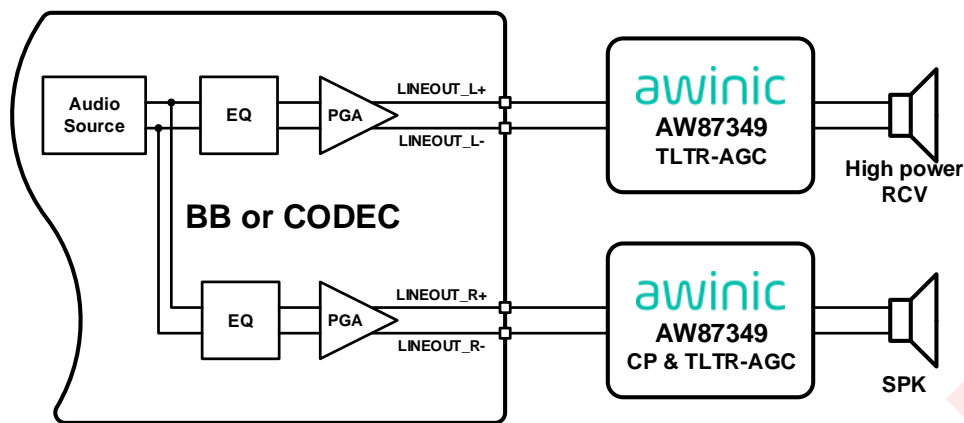 Audio
Source
EQ
PGA
LINEOUT_L+
LINEOUT_L-
awinic
AW87349
TLTR-AGC
High power
RCV
BB or CODEC
EQ
PGA
LINEOUT_R+
LINEOUT_R-
awinic
AW87349
CP & TLTR-AGC
SPK